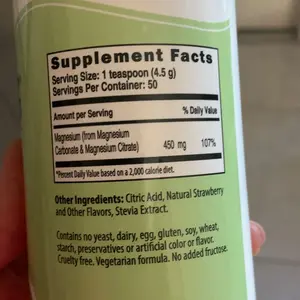 Supplement Facts
Serving Size: 1 teaspoon (4.5 g)
Servings Per Container: 50
Amount per Serving % Daily Value
Magnesium (from Magnesium
Carbonate & Magnesium Citrate) 450 mg 107%
*Percent Daily Value based on a 2,000 calorie diet.
Other Ingredients: Citric Acid, Natural Strawberry
and Other Flavors, Stevia Extract.
Contains no yeast, dairy, egg, gluten, soy, wheat,
starch, preservatives or artificial color or flavor.
Cruelty free. Vegetarian formula. No added fructose.